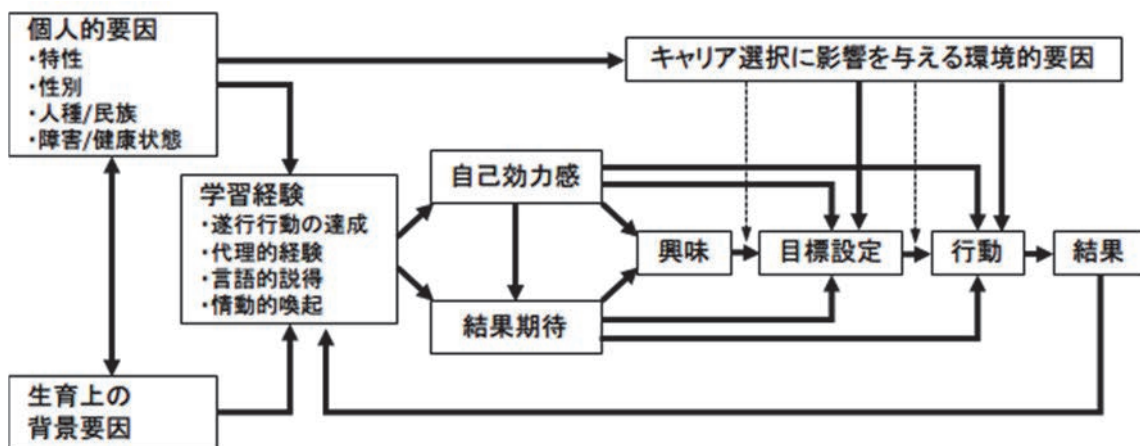 個人的要因
・特性
・性別
・人種/民族
・障害/健康状態
キャリア選択に影響を与える環境的要因
学習経験
・遂行行動の達成
・代理的経験
・言語的説得
・情動的喚起
自己効力感
結果期待
興味
目標設定
行動
結果
生育上の
背景要因